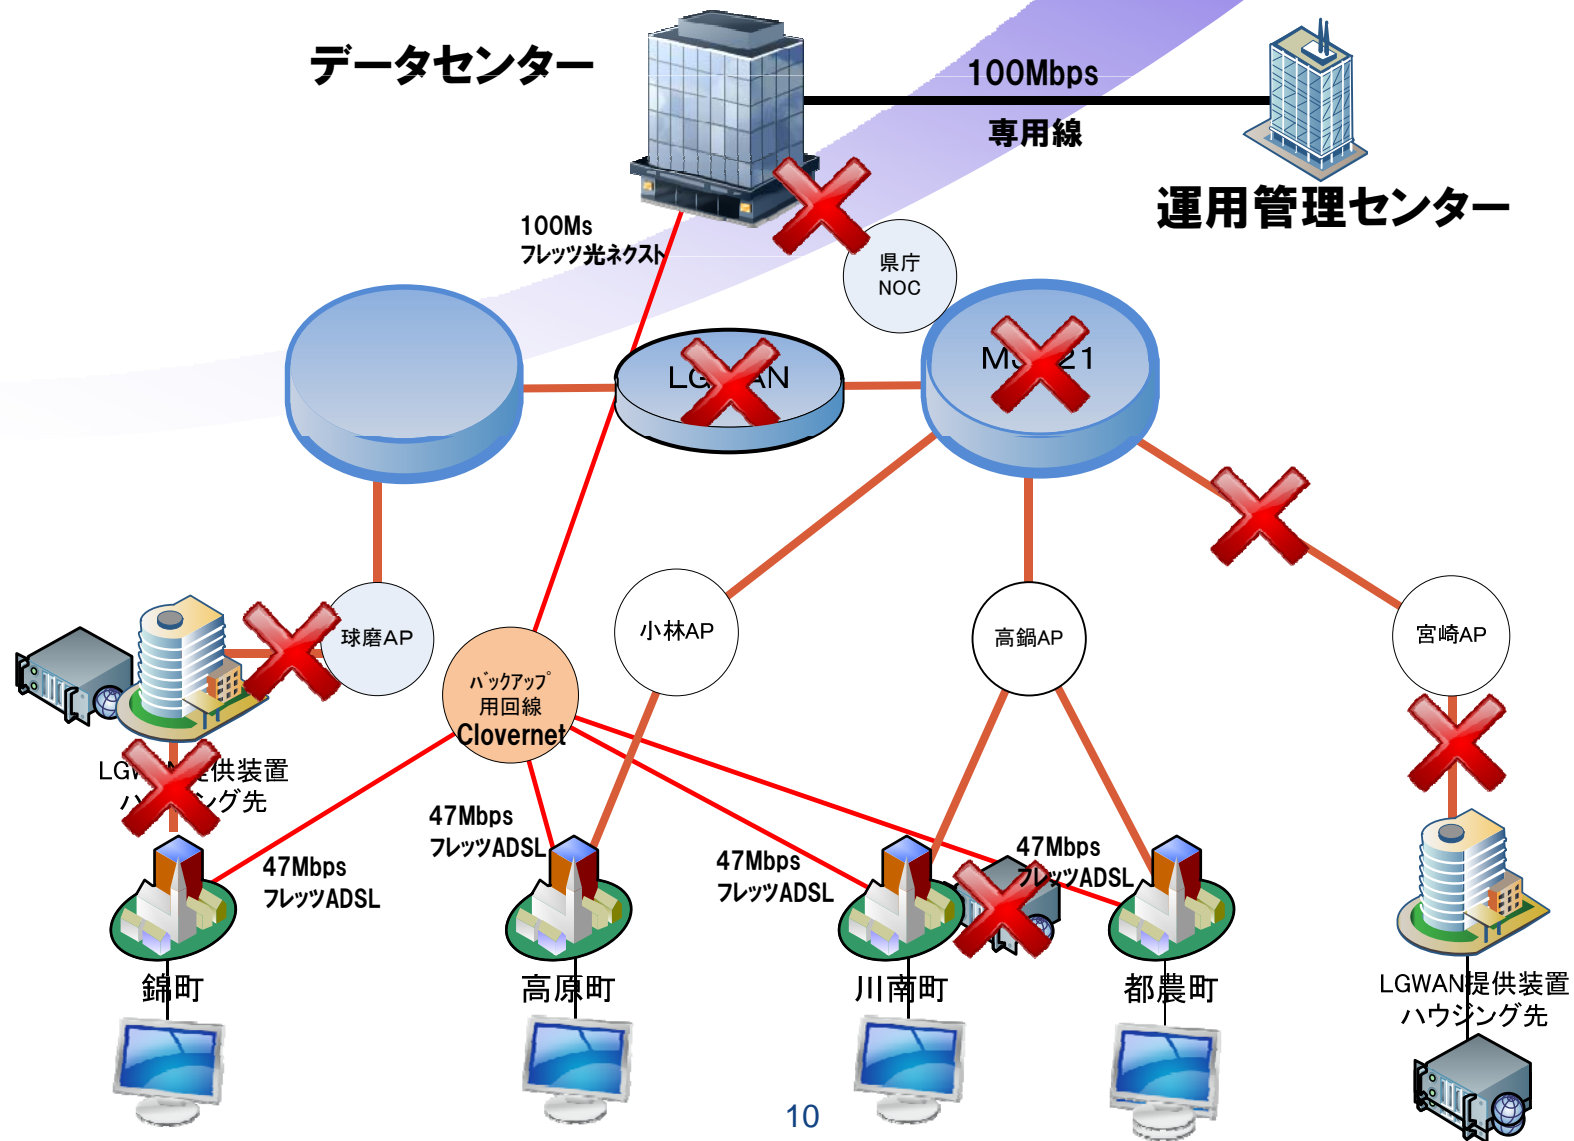 データセンター
100Mbps
専用線
運用管理センター
100Ms
フレッツ光ネクスト
県庁
NOC
球磨AP
小林AP
高鍋AP
宮崎AP
バックアップ
用回線
Clovernet
47Mbps
フレッツADSL
47Mbps
フレッツADSL
47Mbps
フレッツADSL
47Mbps
フレッツADSL
錦町
高原町
川南町
都農町
LGWAN提供装置
ハウジング先
10